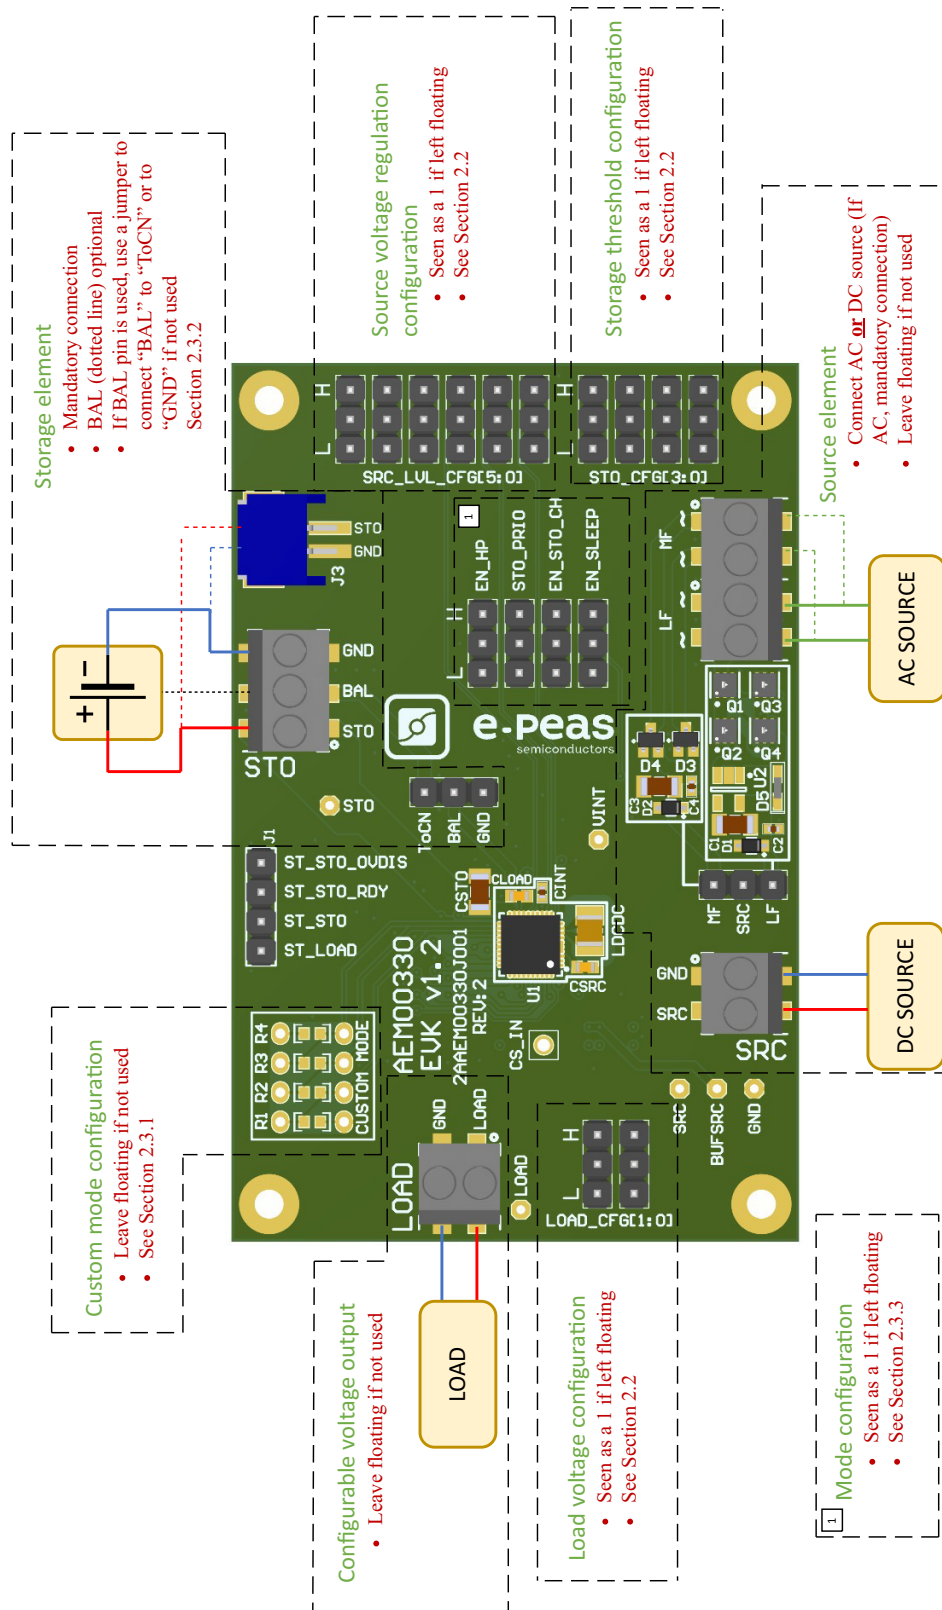 Storage element
• Mandatory connection
• BAL (dotted line) optional
• If BAL pin is used, use a jumper to
connect “BAL” to “ToCN” or to
“GND” if not used
Section 2.3.2
Source voltage regulation
configuration
• Seen as a 1 if left floating
• See Section 2.2
Storage threshold configuration
• Seen as a 1 if left floating
• See Section 2.2
Source element
• Connect AC or DC source (If
AC, mandatory connection)
• Leave floating if not used
Custom mode configuration
• Leave floating if not used
• See Section 2.3.1
Configurable voltage output
• Leave floating if not used
Load voltage configuration
• Seen as a 1 if left floating
• See Section 2.2
1
Mode configuration
• Seen as a 1 if left floating
• See Section 2.3.3
LOAD
AC SOURCE
DC SOURCE
+ −
R1 R2 R3 R4
CUSTOM MODE
J1
ST_STO_OVDIS
ST_STO_RDY
ST_STO
ST_LOAD
STO
STO
STO BAL GND
J3
GND STO
L H
SRC_LVL_CFG[5:0]
L H
STO_CFG[3:0]
1
L H
EN_HP
STO_PRIO
EN_STO_CH
EN_SLEEP
e-peas
semiconductors
ToCN
BAL
GND
AEM00330
EVK v1.2
2AAEM00330J001
REV:2
LOAD
GND
LOAD
LOAD
CS_IN
CSTO
CLOAD
CINT
LDCDC
CSRC
U1
VINT
L H
LOAD_CFG[1:0]
SRC
BUFSRC
GND
SRC GND
SRC
MF
SRC
LF
C3
D2
C4
D4
D3
C1
D1
C2
D5
U2
Q2
Q4
Q1
Q3
~ LF ~ ~ MF ~